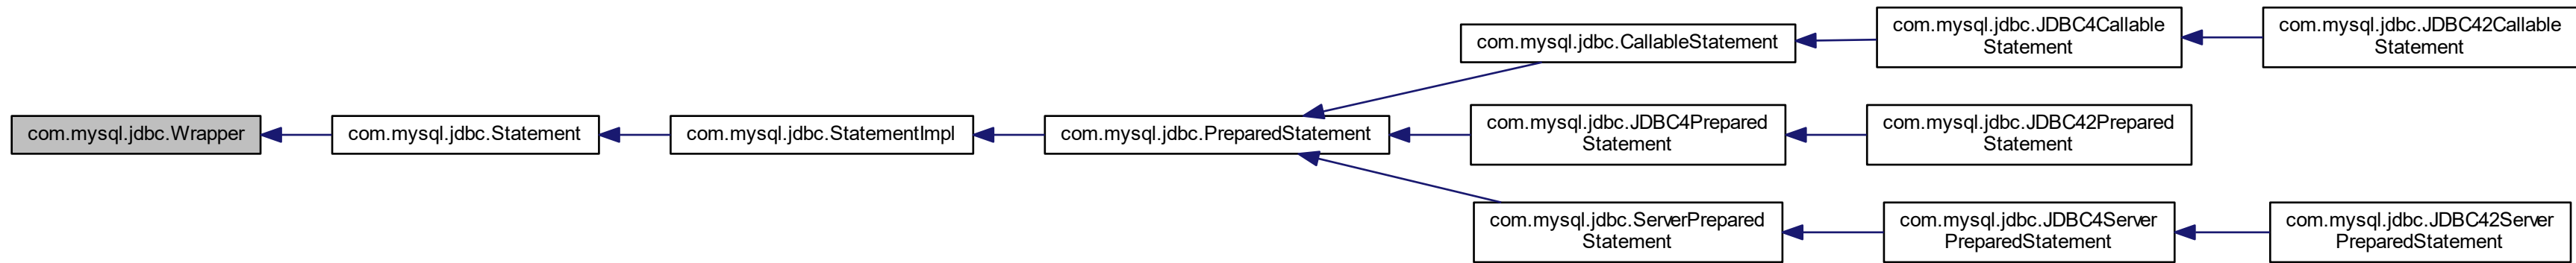 com.mysql.jdbc.Wrapper
com.mysql.jdbc.Statement
com.mysql.jdbc.StatementImpl
com.mysql.jdbc.PreparedStatement
com.mysql.jdbc.CallableStatement
com.mysql.jdbc.JDBC4Callable
Statement
com.mysql.jdbc.JDBC42Callable
Statement
com.mysql.jdbc.JDBC4Prepared
Statement
com.mysql.jdbc.JDBC42Prepared
Statement
com.mysql.jdbc.ServerPrepared
Statement
com.mysql.jdbc.JDBC4Server
PreparedStatement
com.mysql.jdbc.JDBC42Server
PreparedStatement